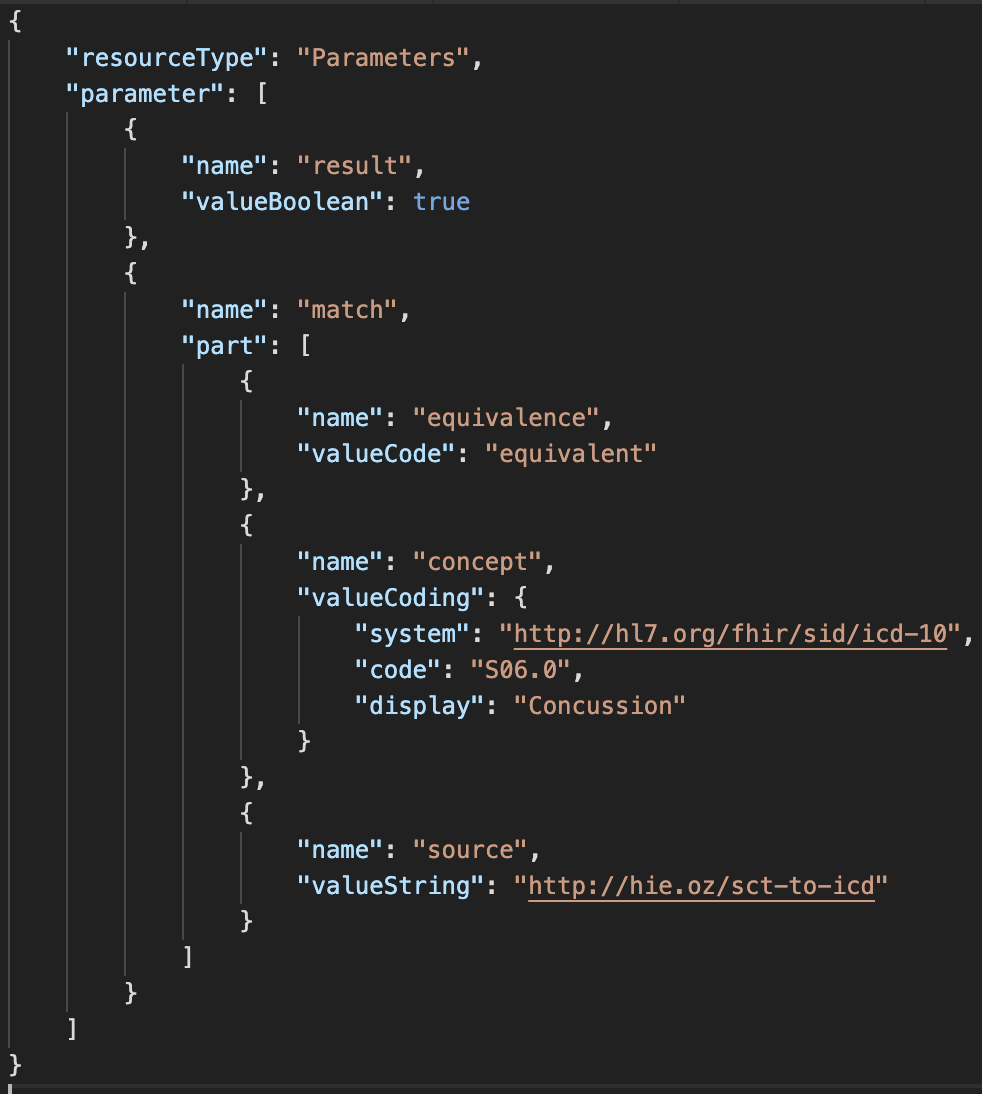 {
    "resourceType": "Parameters",
    "parameter": [
        {
            "name": "result",
            "valueBoolean": true
        },
        {
            "name": "match",
            "part": [
                {
                    "name": "equivalence",
                    "valueCode": "equivalent"
                },
                {
                    "name": "concept",
                    "valueCoding": {
                        "system": "http://hl7.org/fhir/sid/icd-10",
                        "code": "S06.0",
                        "display": "Concussion"
                    }
                },
                {
                    "name": "source",
                    "valueString": "http://hie.oz/sct-to-icd"
                }
            ]
        }
    ]
}